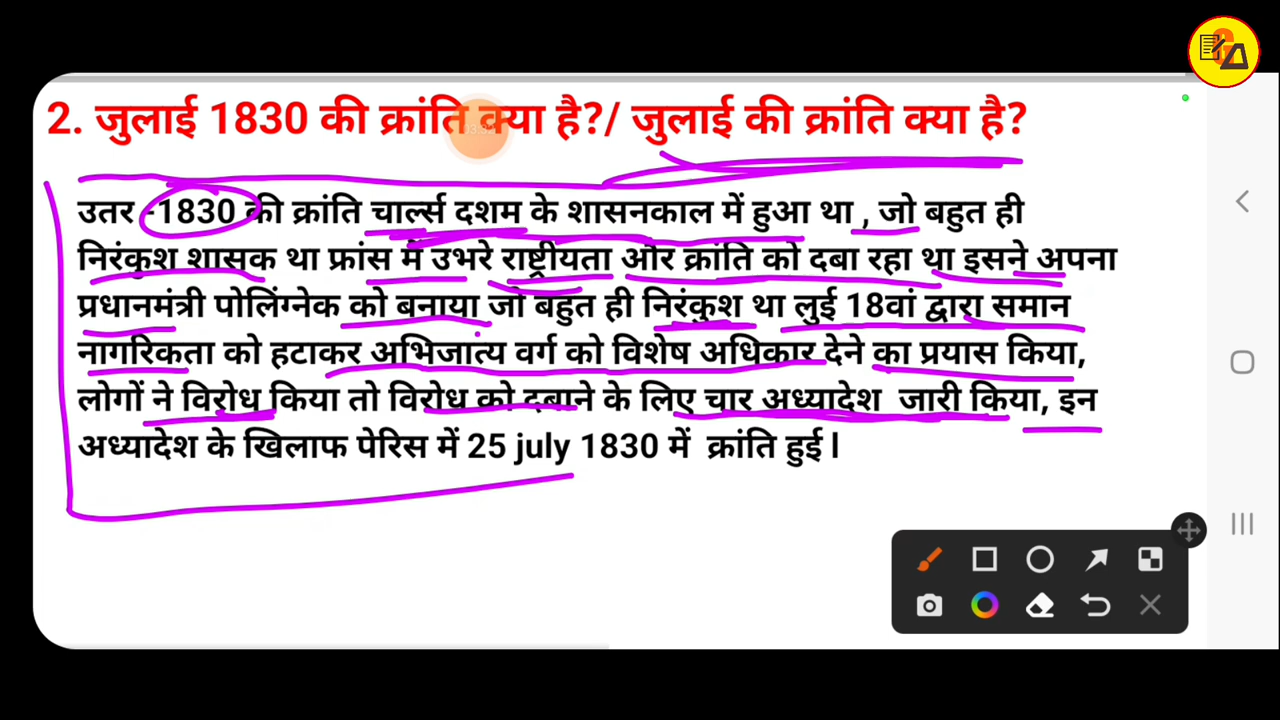 2. जुलाई 1830 की क्रांति क्या है?/ जुलाई की क्रांति क्या है?
उतर -1830 की क्रांति चार्ल्स दशम के शासनकाल में हुआ था , जो बहुत ही
निरंकुश शासक था फ्रांस में उभरे राष्ट्रीयता और क्रांति को दबा रहा था इसने अपना
प्रधानमंत्री पोलिंग्नेक को बनाया जो बहुत ही निरंकुश था लुई 18वां द्वारा समान
नागरिकता को हटाकर अभिजात्य वर्ग को विशेष अधिकार देने का प्रयास किया,
लोगों ने विरोध किया तो विरोध को दबाने के लिए चार अध्यादेश जारी किया, इन
अध्यादेश के खिलाफ पेरिस में 25 july 1830 में क्रांति हुई l